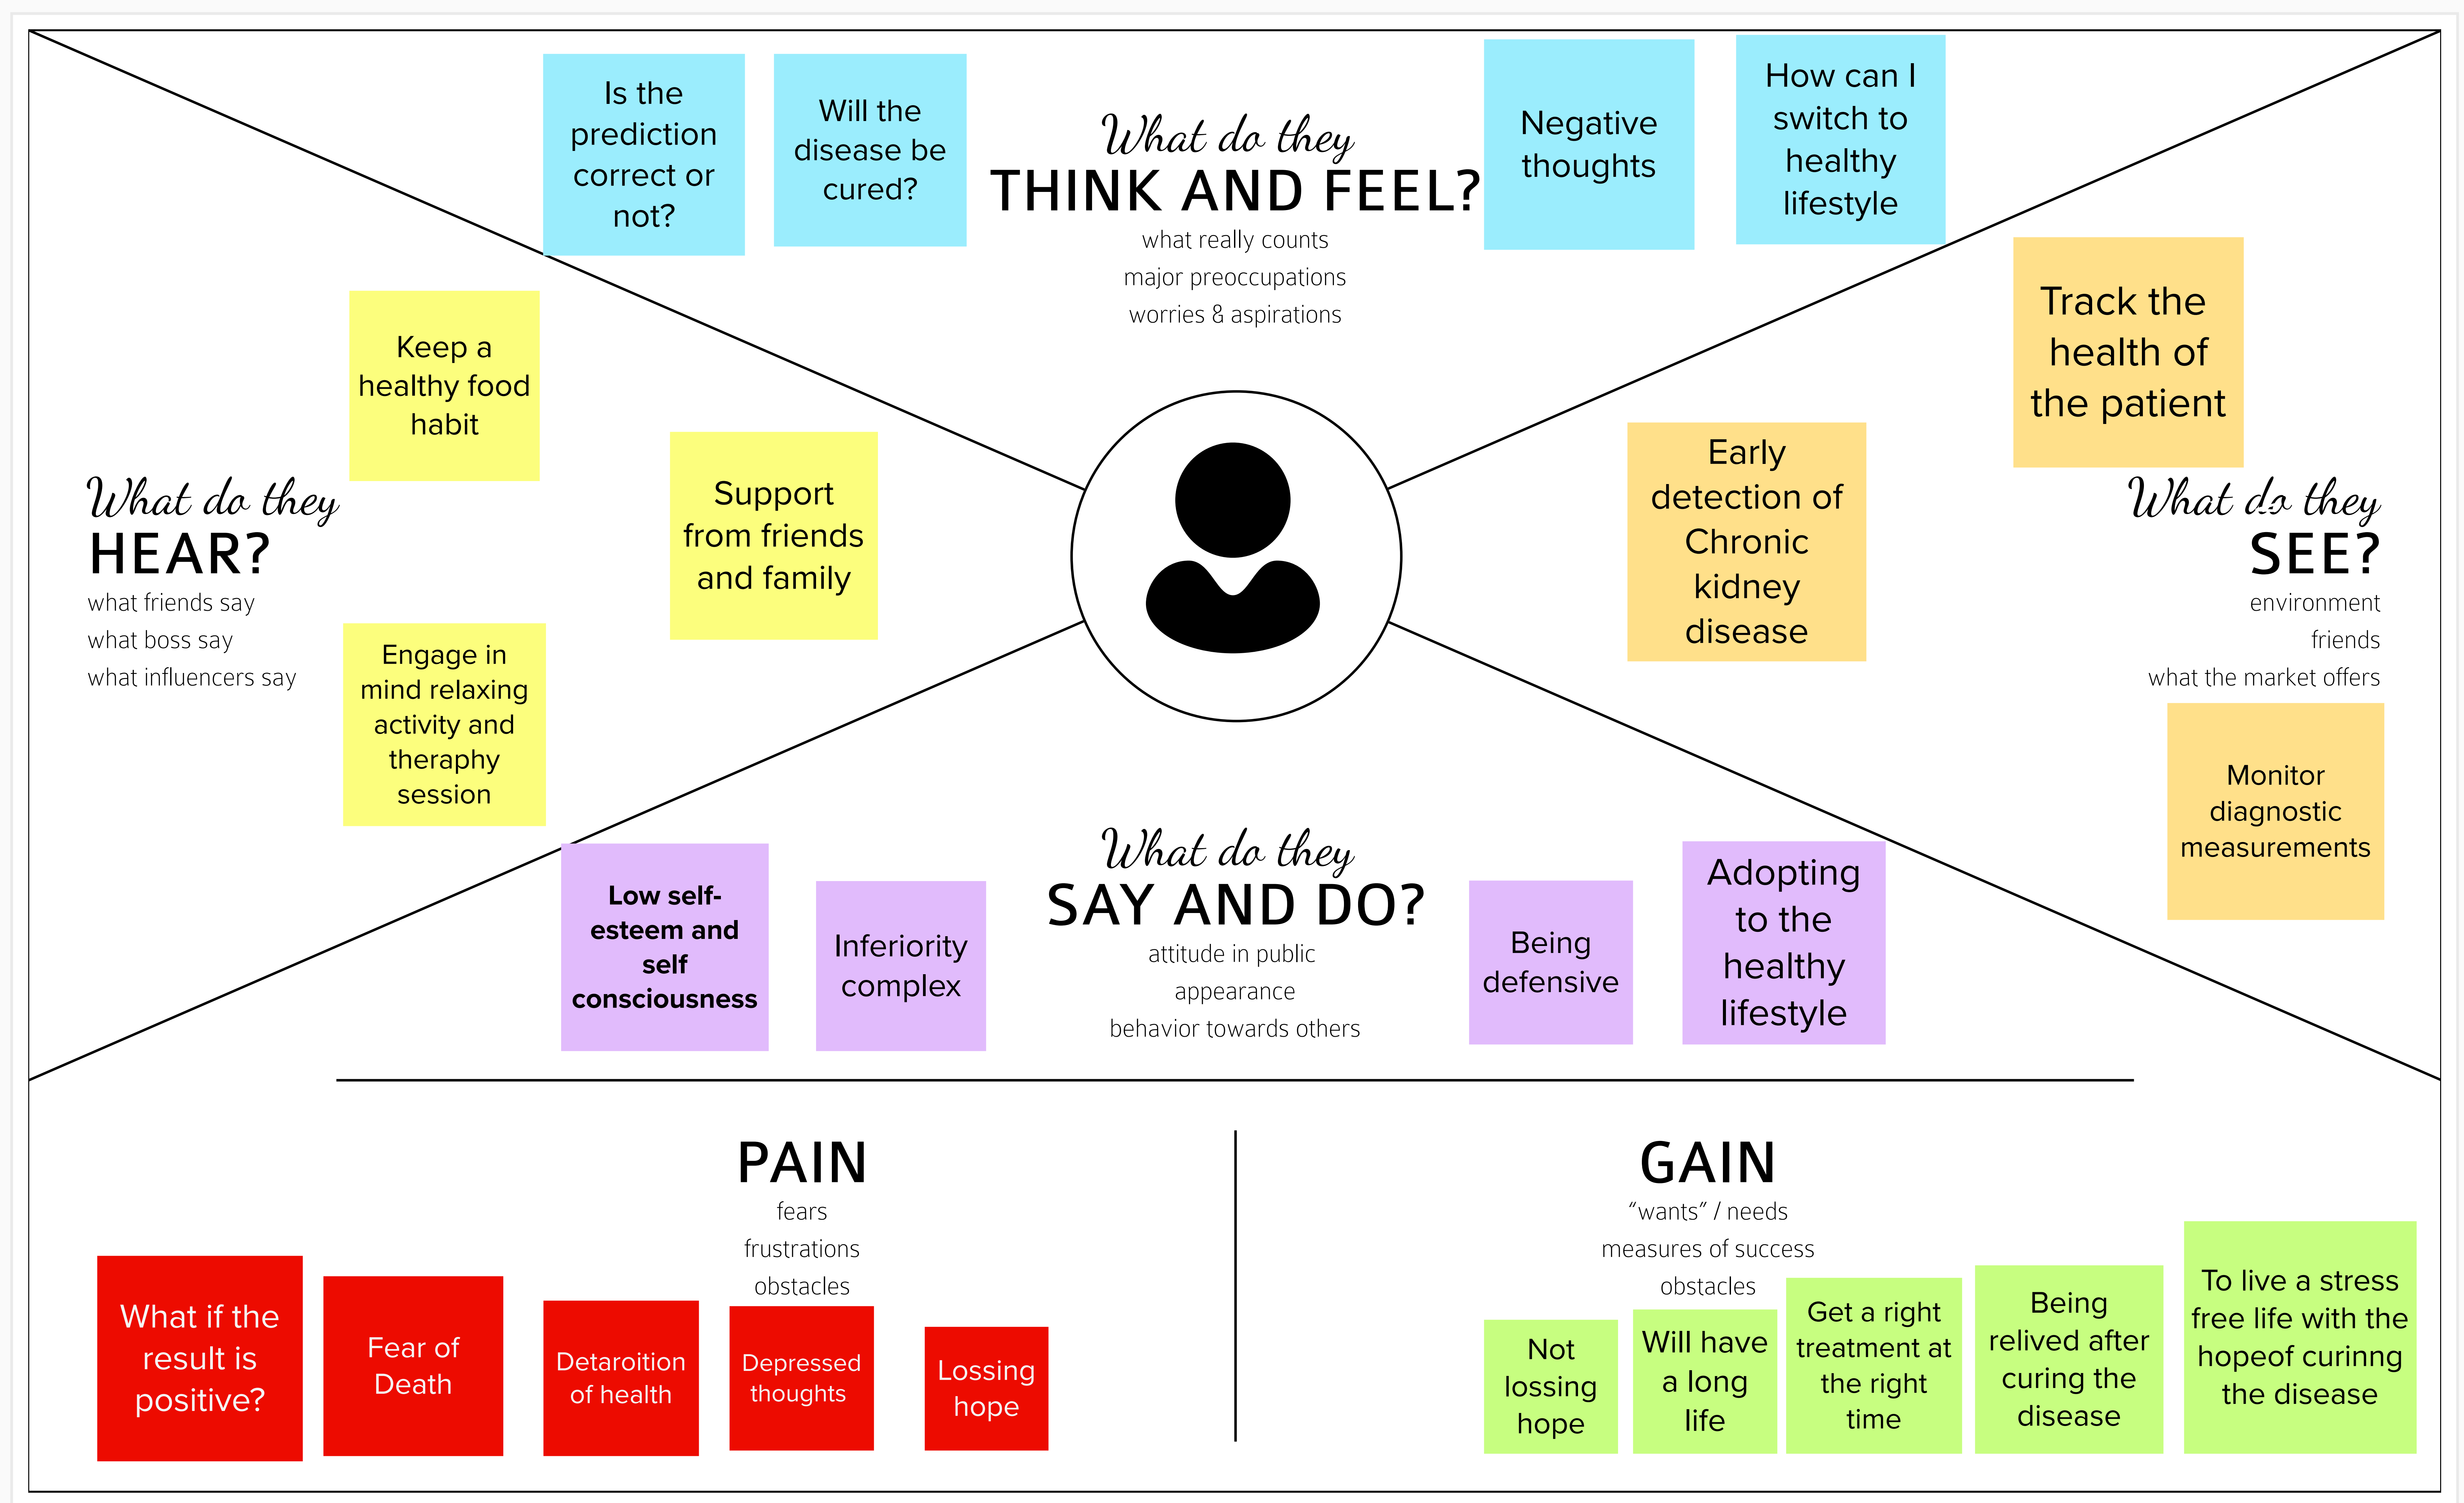 Is the
prediction
correct or
not?
Will the
disease be
cured?
What do they
THINK AND FEEL?
what really counts
major preoccupations
worries & aspirations
Negative
thoughts
How can I
switch to
healthy
lifestyle
Keep a
healthy food
habit
Support
from friends
and family
What do they
HEAR?
what friends say
what boss say
what influencers say
Engage in
mind relaxing
activity and
theraphy
session
Track the
health of
the patient
Early
detection of
Chronic
kidney
disease
What do they
SEE?
environment
friends
what the market offers
Monitor
diagnostic
measurements
Low self-
esteem and
self
consciousness
Inferiority
complex
What do they
SAY AND DO?
attitude in public
appearance
behavior towards others
Being
defensive
Adopting
to the
healthy
lifestyle
PAIN
fears
frustrations
obstacles
What if the
result is
positive?
Fear of
Death
Detaroition
of health
Depressed
thoughts
Lossing
hope
GAIN
“wants” / needs
measures of success
obstacles
Not
lossing
hope
Will have
a long
life
Get a right
treatment at
the right
time
Being
relived after
curing the
disease
To live a stress
free life with the
hopeof curinng
the disease